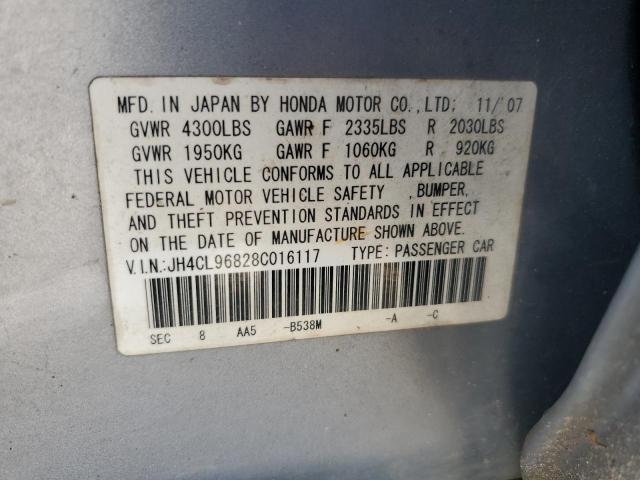 MFD. IN JAPAN BY HONDA MOTOR CO.,LTD; 11/'07
GVWR 4300LBS GAWR F 2335LBS R 2030LBS
GVWR 1950KG GAWR F 1060KG R 920KG
THIS VEHICLE CONFORMS TO ALL APPLICABLE
FEDERAL MOTOR VEHICLE SAFETY , BUMPER,
AND THEFT PREVENTION STANDARDS IN EFFECT
ON THE DATE OF MANUFACTURE SHOWN ABOVE.
V.I.N.:JH4CL96828C016117 TYPE: PASSENGER CAR
SEC 8 AA5 -B538M -A -C